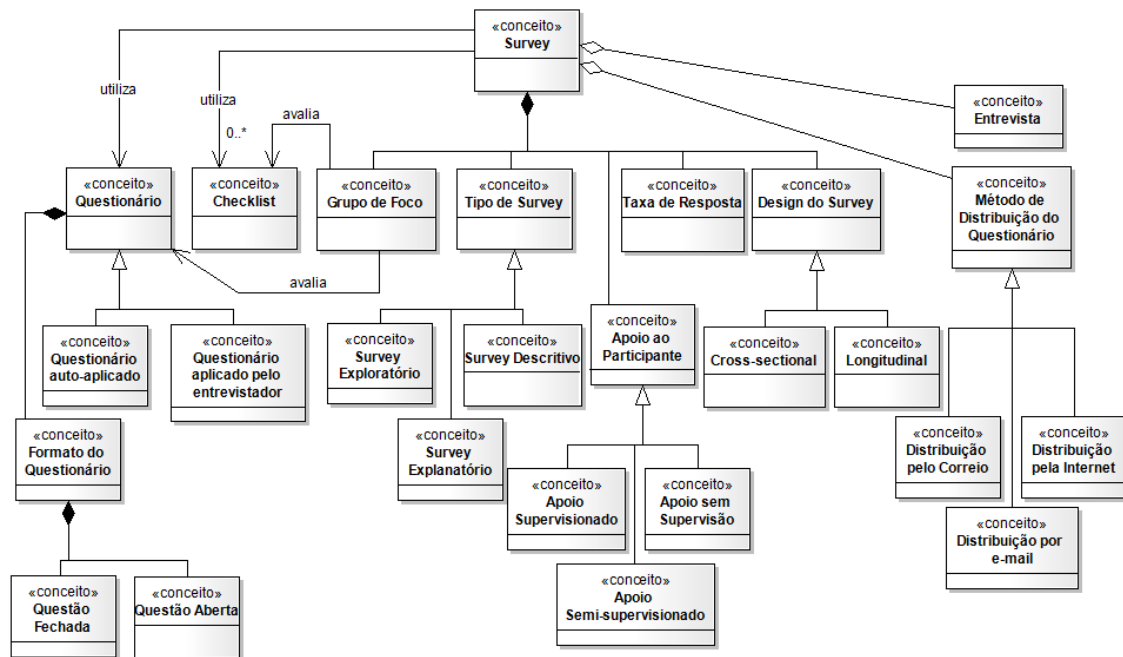 «conceito»
Survey
utiliza
utiliza
0..*
avalia
«conceito»
Entrevista
«conceito»
Questionário
«conceito»
Checklist
«conceito»
Grupo de Foco
«conceito»
Tipo de Survey
«conceito»
Taxa de Resposta
«conceito»
Design do Survey
«conceito»
Método de
Distribuição do
Questionário
avalia
«conceito»
Questionário
auto-aplicado
«conceito»
Questionário
aplicado pelo
entrevistador
«conceito»
Survey
Exploratório
«conceito»
Survey Descritivo
«conceito»
Apoio ao
Participante
«conceito»
Cross-sectional
«conceito»
Longitudinal
«conceito»
Formato do
Questionário
«conceito»
Survey
Explanatório
«conceito»
Distribuição
pelo Correio
«conceito»
Distribuição
pela Internet
«conceito»
Apoio
Supervisionado
«conceito»
Apoio sem
Supervisão
«conceito»
Distribuição por
e-mail
«conceito»
Questão
Fechada
«conceito»
Questão Aberta
«conceito»
Apoio
Semi-supervisionado